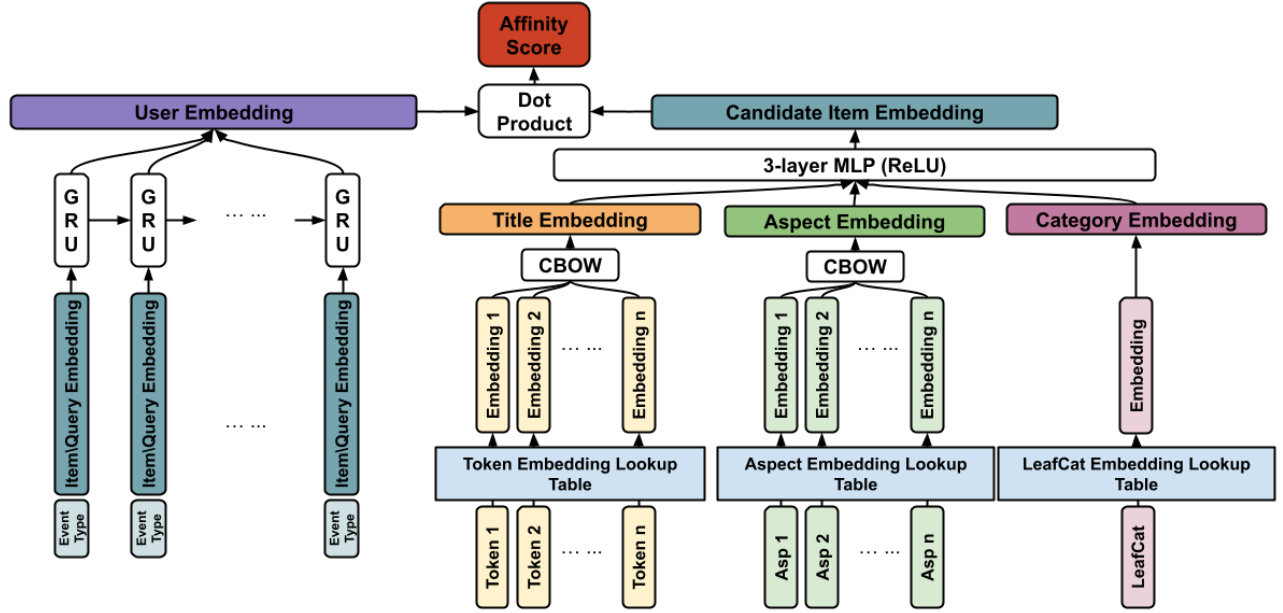 Affinity
Score
User Embedding
Dot
Product
Candidate Item Embedding
3-layer MLP (ReLU)
G
R
U
G
R
U
... ...
G
R
U
Title Embedding
Aspect Embedding
Category Embedding
CBOW
CBOW
Item\Query Embedding
Item\Query Embedding
... ...
Item\Query Embedding
Embedding 1
Embedding 2
... ...
Embedding n
Embedding 1
Embedding 2
... ...
Embedding n
Embedding
Token Embedding Lookup
Table
Aspect Embedding Lookup
Table
LeafCat Embedding Lookup
Table
Event
Type
Event
Type
Event
Type
Token 1
Token 2
... ...
Token n
Asp 1
Asp 2
... ...
Asp n
LeafCat